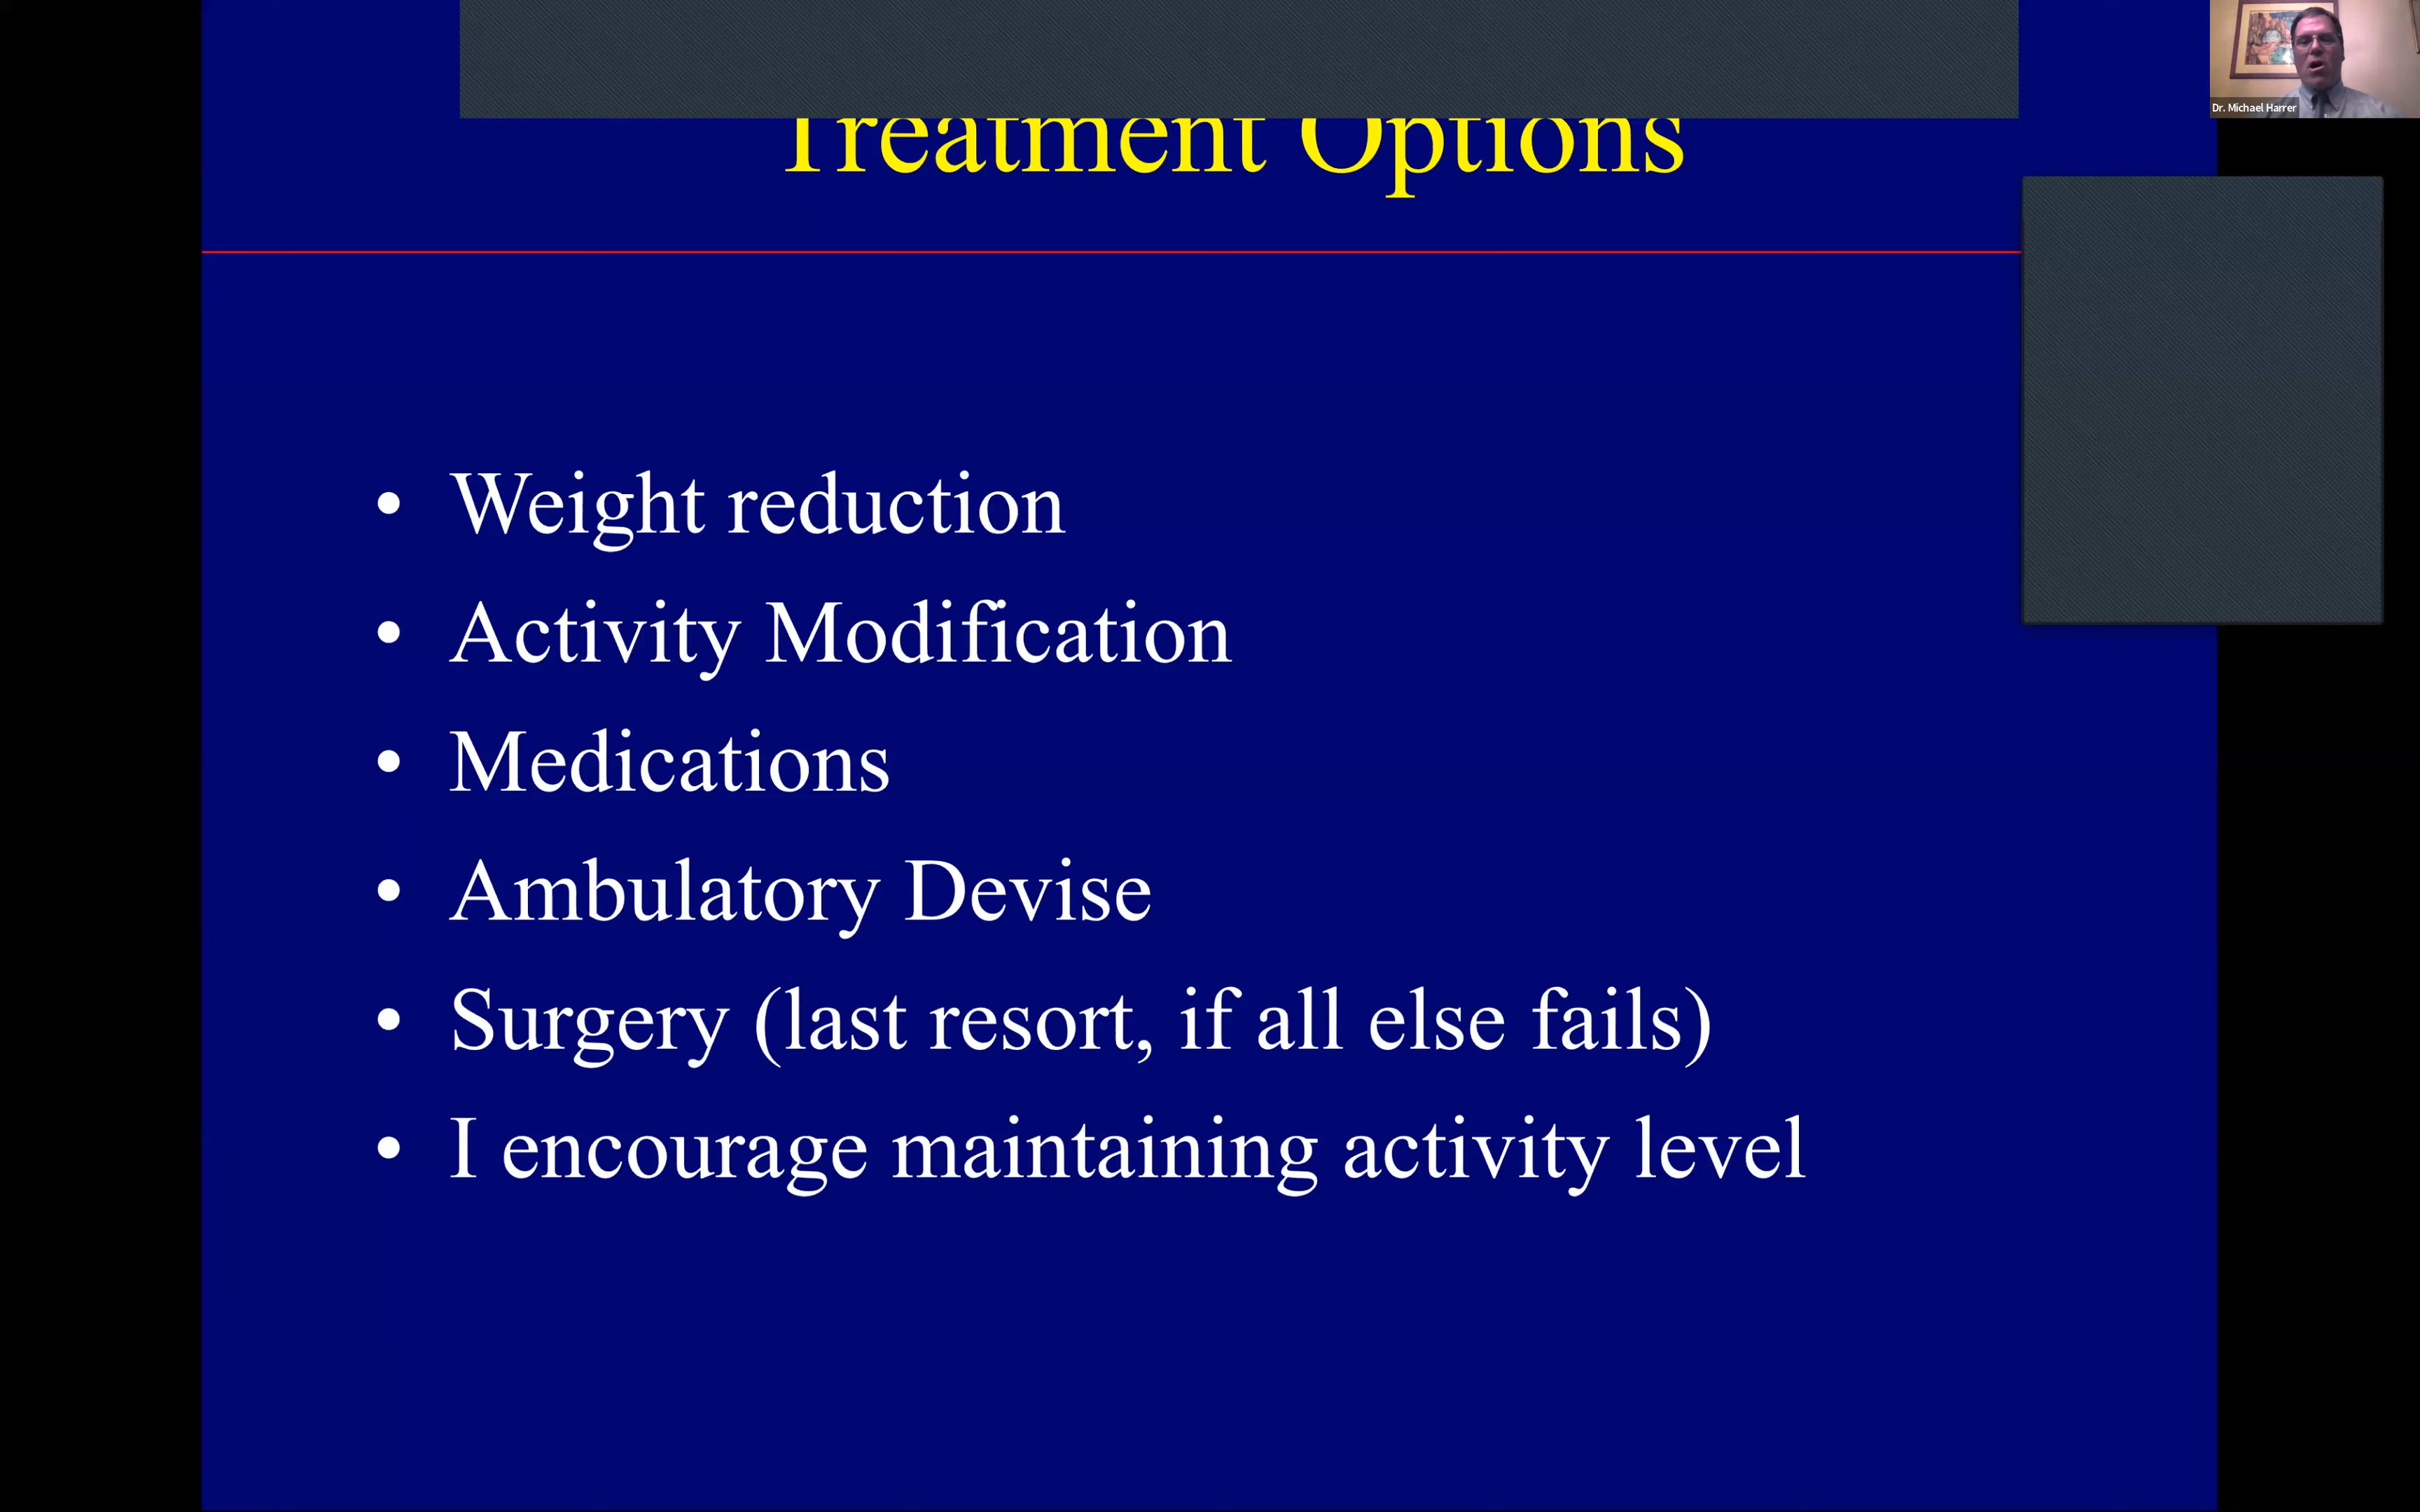 Dr. Michael Harrer
Treatment Options
• Weight reduction
• Activity Modification
• Medications
• Ambulatory Devise
• Surgery (last resort, if all else fails)
• I encourage maintaining activity level